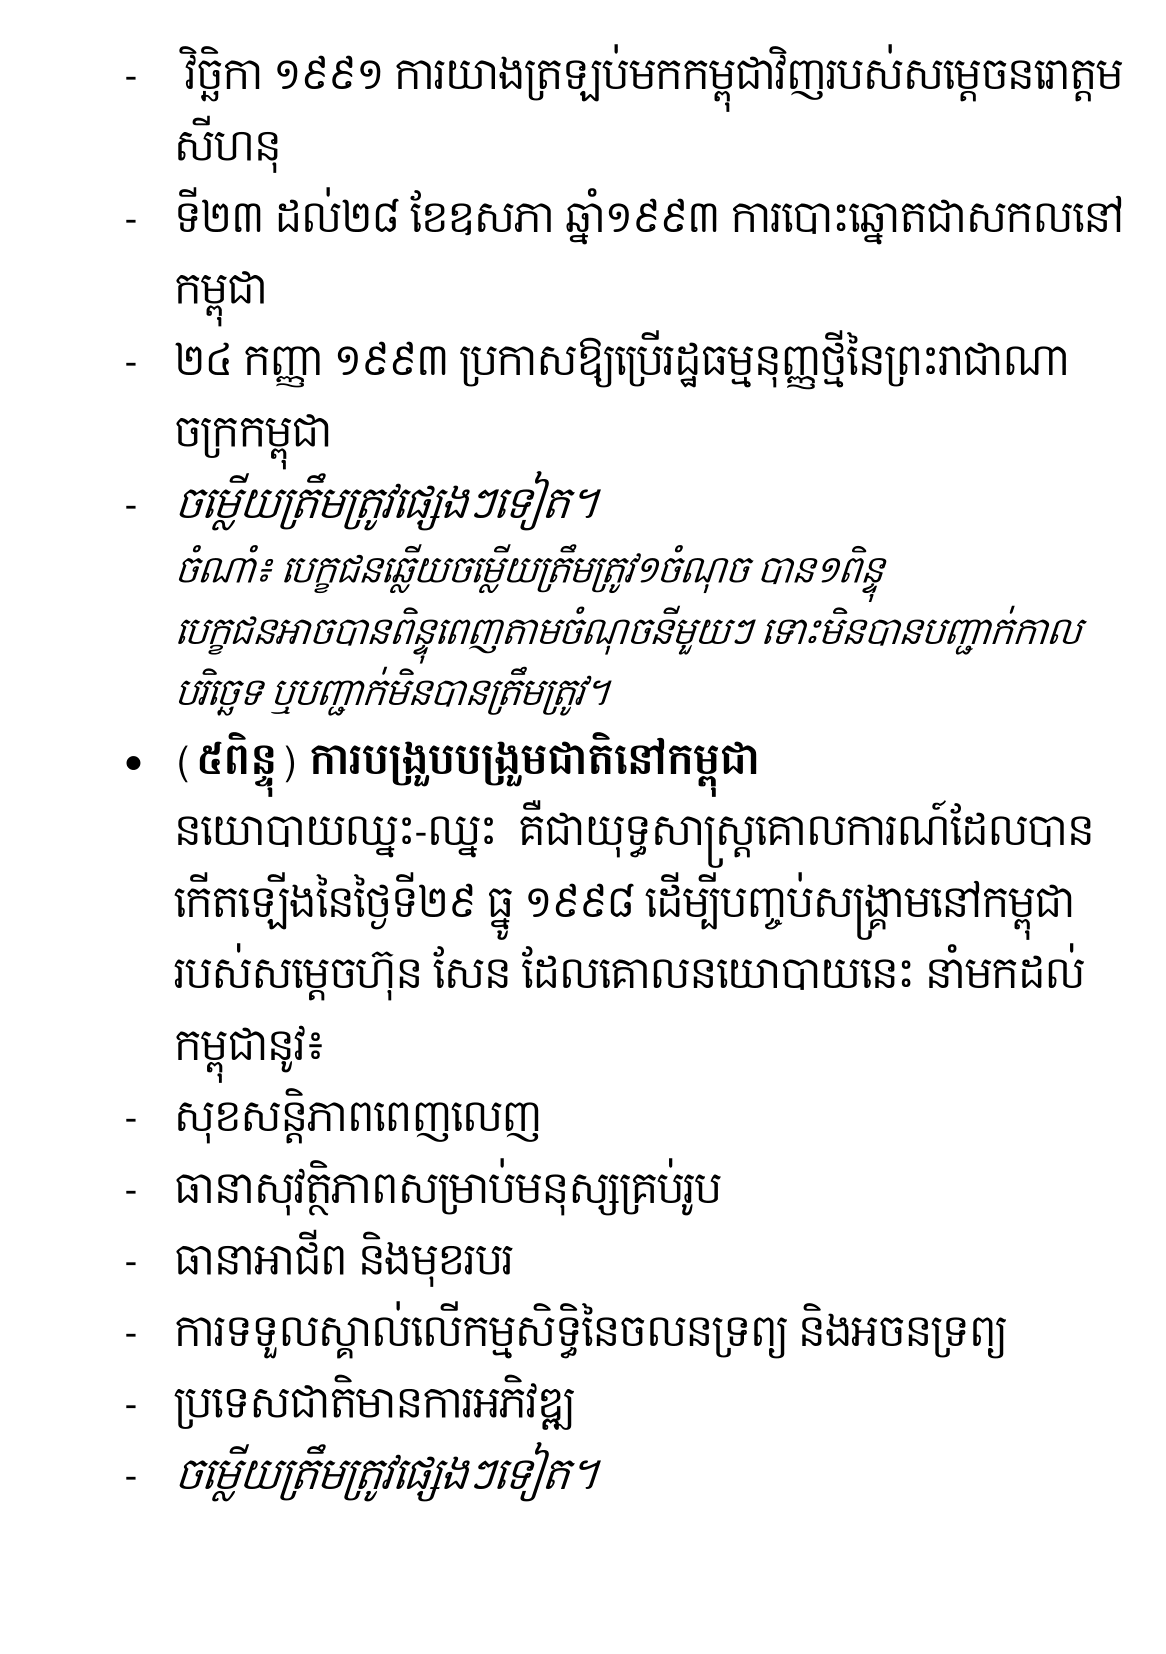 - វិច្ឆិកា ១៩៩១ ការយាងត្រឡប់មកកម្ពុជាវិញរបស់សម្តេចនរោត្តម
សីហនុ
- ទី២៣ ដល់២៨ ខែឧសភា ឆ្នាំ១៩៩៣ ការបោះឆ្នោតជាសកលនៅ
កម្ពុជា
- ២៤ កញ្ញា ១៩៩៣ ប្រកាសឱ្យប្រើរដ្ឋធម្មនុញ្ញថ្មីនៃព្រះរាជាណា
ចក្រកម្ពុជា
- ចម្លើយត្រឹមត្រូវផ្សេងៗទៀត។
ចំណាំ៖ បេក្ខជនឆ្លើយចម្លើយត្រឹមត្រូវ១ចំណុច បាន១ពិន្ទុ
បេក្ខជនអាចបានពិន្ទុពេញតាមចំណុចនីមួយៗ ទោះមិនបានបញ្ជាក់កាល
បរិច្ឆេទ ឬបញ្ជាក់មិនបានត្រឹមត្រូវ។
• (៥ពិន្ទុ) ការបង្រួបបង្រួមជាតិនៅកម្ពុជា
នយោបាយឈ្នះ-ឈ្នះ គឺជាយុទ្ធសាស្ត្រគោលការណ៍ដែលបាន
កើតឡើងនៃថ្ងៃទី២៩ ធ្នូ ១៩៩៨ ដើម្បីបញ្ចប់សង្គ្រាមនៅកម្ពុជា
របស់សម្តេចហ៊ុន សែន ដែលគោលនយោបាយនេះ នាំមកដល់
កម្ពុជានូវ៖
- សុខសន្តិភាពពេញលេញ
- ធានាសុវត្ថិភាពសម្រាប់មនុស្សគ្រប់រូប
- ធានាអាជីព និងមុខរបរ
- ការទទួលស្គាល់លើកម្មសិទ្ធិនៃចលនទ្រព្យ និងអចនទ្រព្យ
- ប្រទេសជាតិមានការអភិវឌ្ឍ
- ចម្លើយត្រឹមត្រូវផ្សេងៗទៀត។